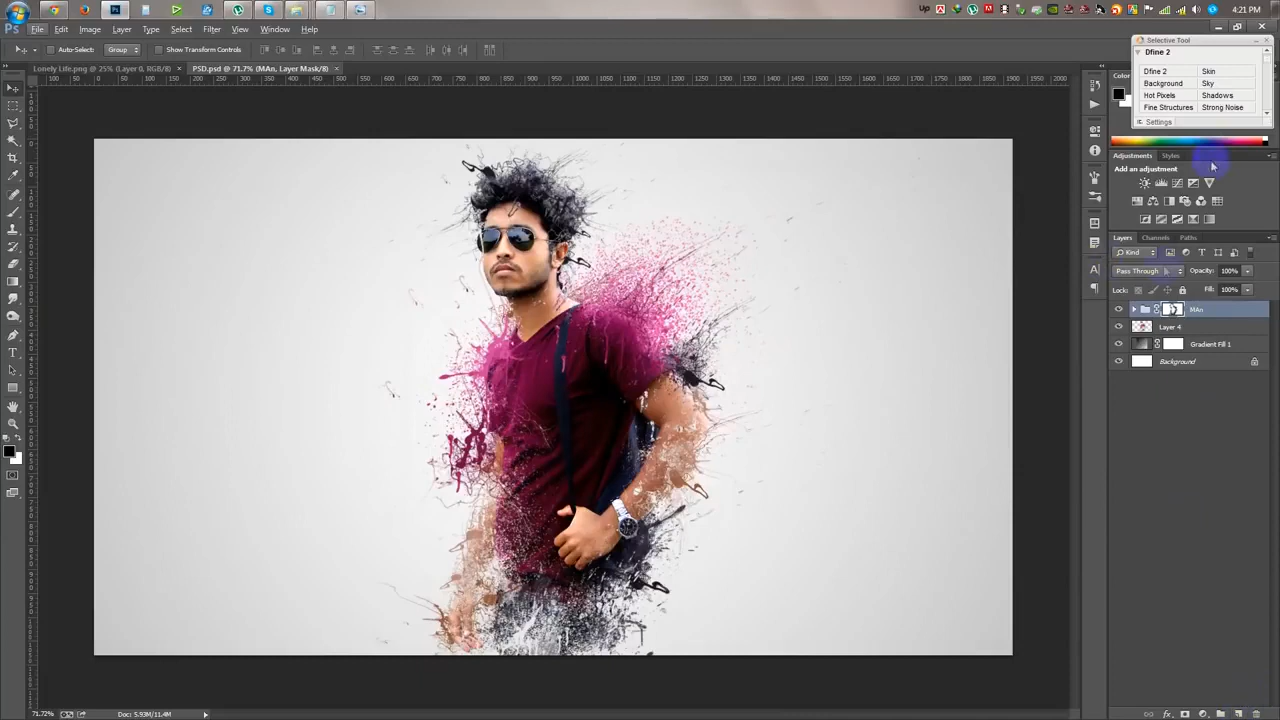 4:21 PM
Ps File Edit Image Layer Type Select Filter View Window Help
Auto-Select: Group Show Transform Controls
Selective Tool
Lonely Life.png @ 25% (Layer 0, RGB/8) × PSD.psd @ 71.7% (MAn, Layer Mask/8) ×
Dfine 2
Color
Dfine 2 Skin
Background Sky
Hot Pixels Shadows
Fine Structures Strong Noise
Settings
Adjustments Styles
Add an adjustment
Layers Channels Paths
Kind
Pass Through Opacity: 100%
Lock: Fill: 100%
MAn
Layer 4
Gradient Fill 1
Background
71.72% Doc: 5.93M/11.4M